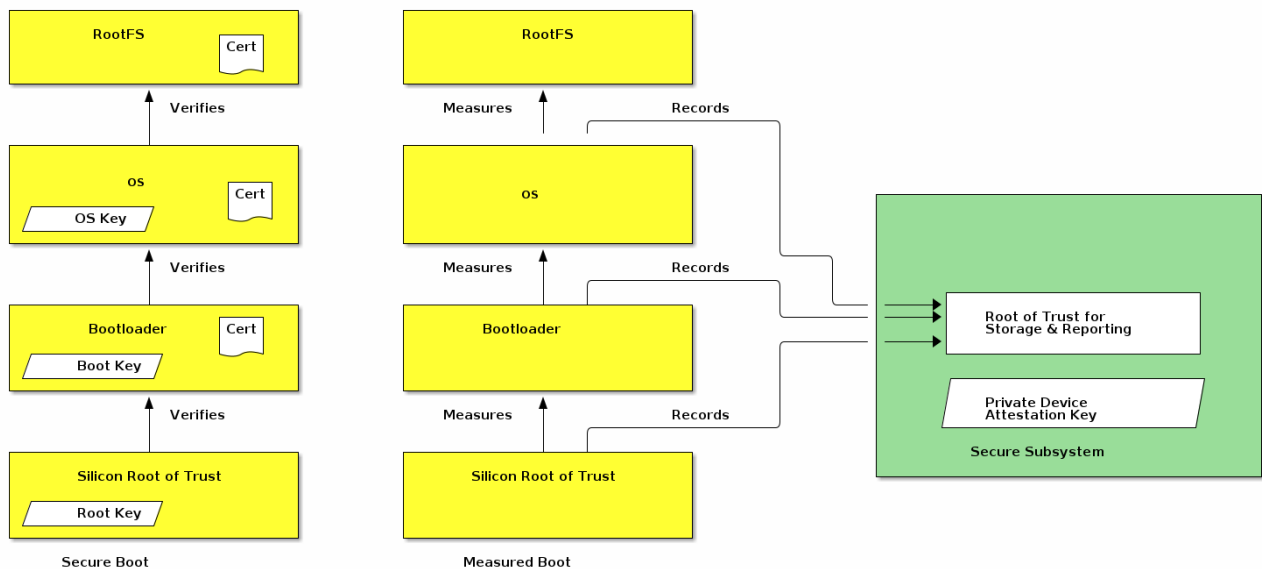 RootFS
Cert
Verifies
os
Cert
OS Key
Verifies
Bootloader
Cert
Boot Key
Verifies
Silicon Root of Trust
Root Key
Secure Boot
RootFS
Measures
Records
os
Measures
Records
Bootloader
Measures
Records
Silicon Root of Trust
Measured Boot
Root of Trust for
Storage & Reporting
Private Device
Attestation Key
Secure Subsystem